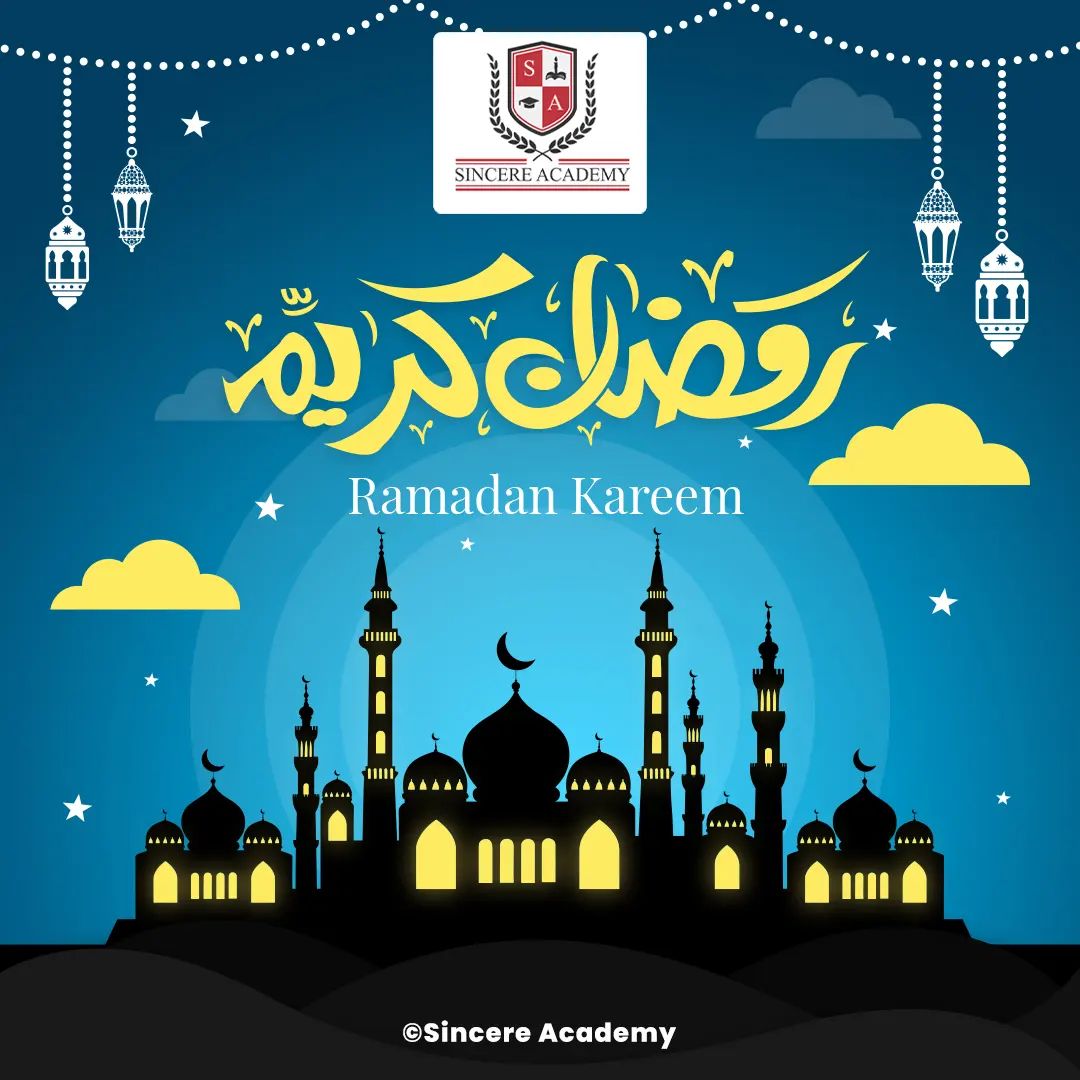 S
A
SINCERE ACADEMY
رمضان كريم
Ramadan Kareem
©Sincere Academy